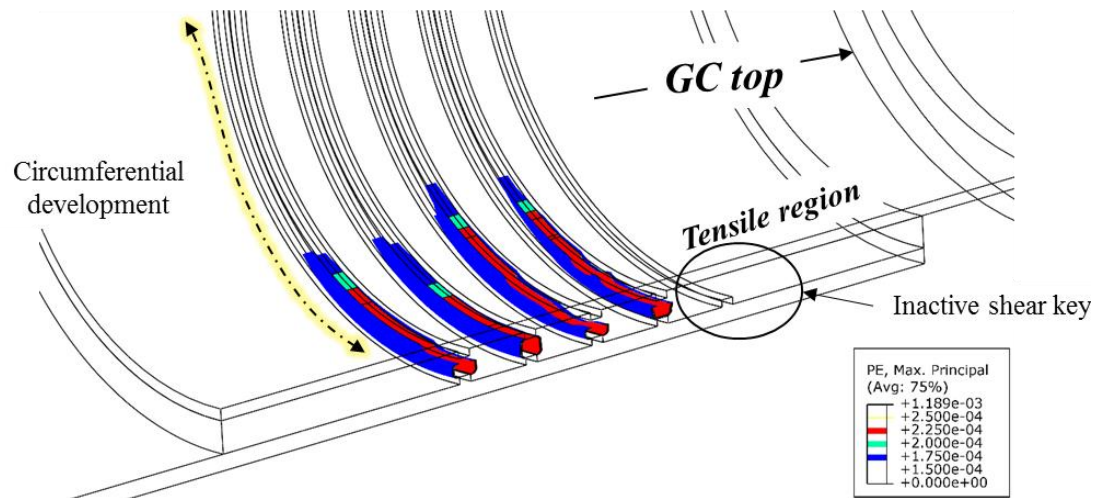 GC top
Circumferential
development
Tensile region
Inactive shear key
PE, Max. Principal
(Avg: 75%)
+1.189e-03
+2.500e-04
+2.250e-04
+2.000e-04
+1.750e-04
+1.500e-04
+0.000e+00